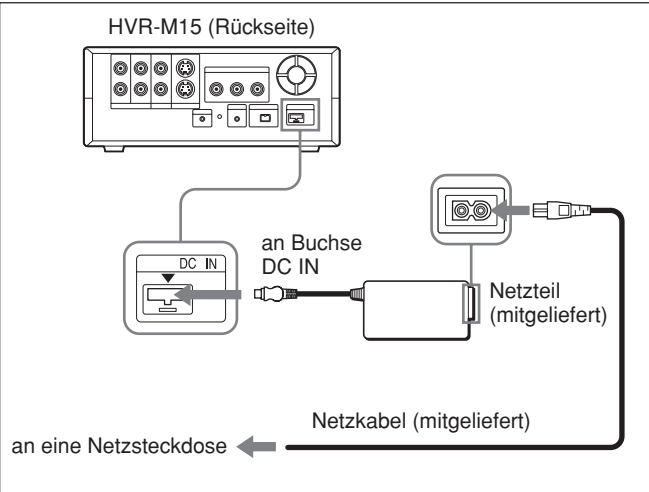 HVR-M15 (Rückseite)
DC IN
an Buchse
DC IN
Netzteil
(mitgeliefert)
Netzkabel (mitgeliefert)
an eine Netzsteckdose